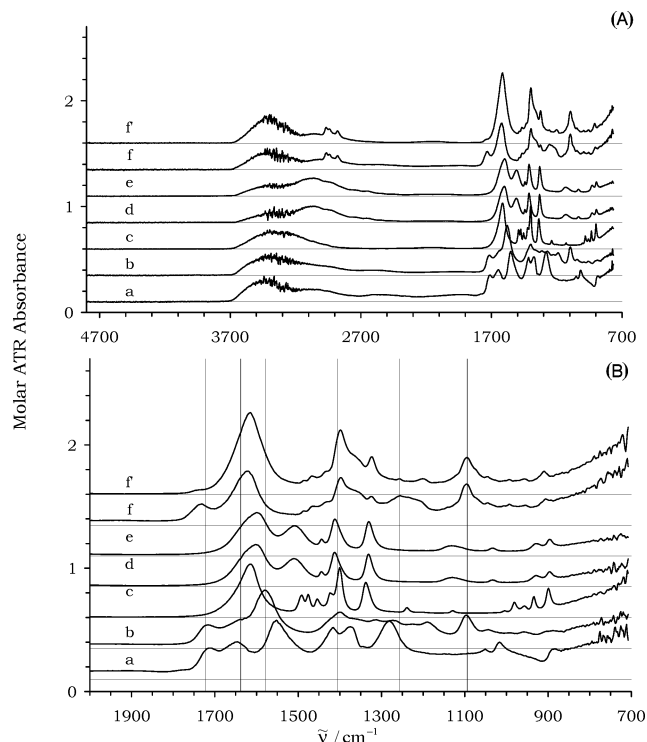 (A)
2
f'
f
e
1
d
c
b
a
0
4700 3700 2700 1700 700
Molar ATR Absorbance
(B)
2
f'
f
e
d
1
c
b
a
0
1900 1700 1500 1300 1100 900 700
ṽ / cm⁻¹